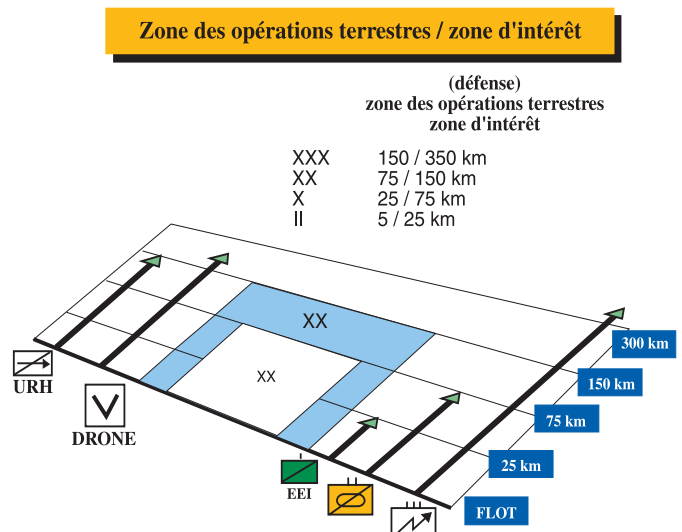 Zone des opérations terrestres / zone d'intérêt
(défense)
zone des opérations terrestres
zone d'intérêt
XXX 150 / 350 km
XX 75 / 150 km
X 25 / 75 km
II 5 / 25 km
XX
XX
300 km
150 km
75 km
25 km
FLOT
URH
DRONE
EEI